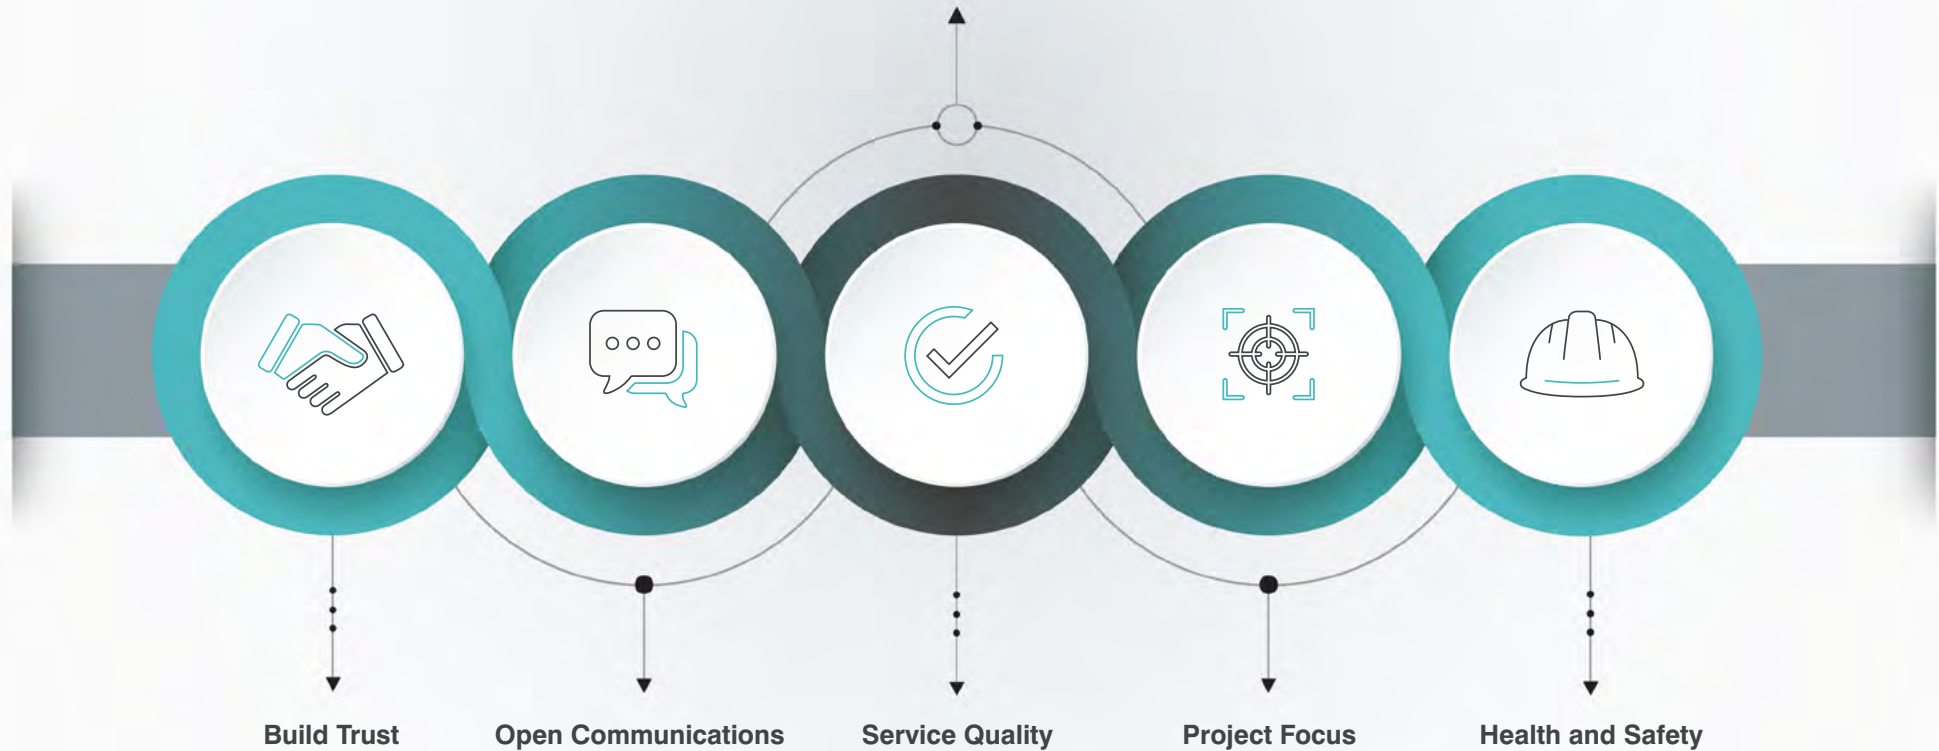 Build Trust
Open Communications
Service Quality
Project Focus
Health and Safety